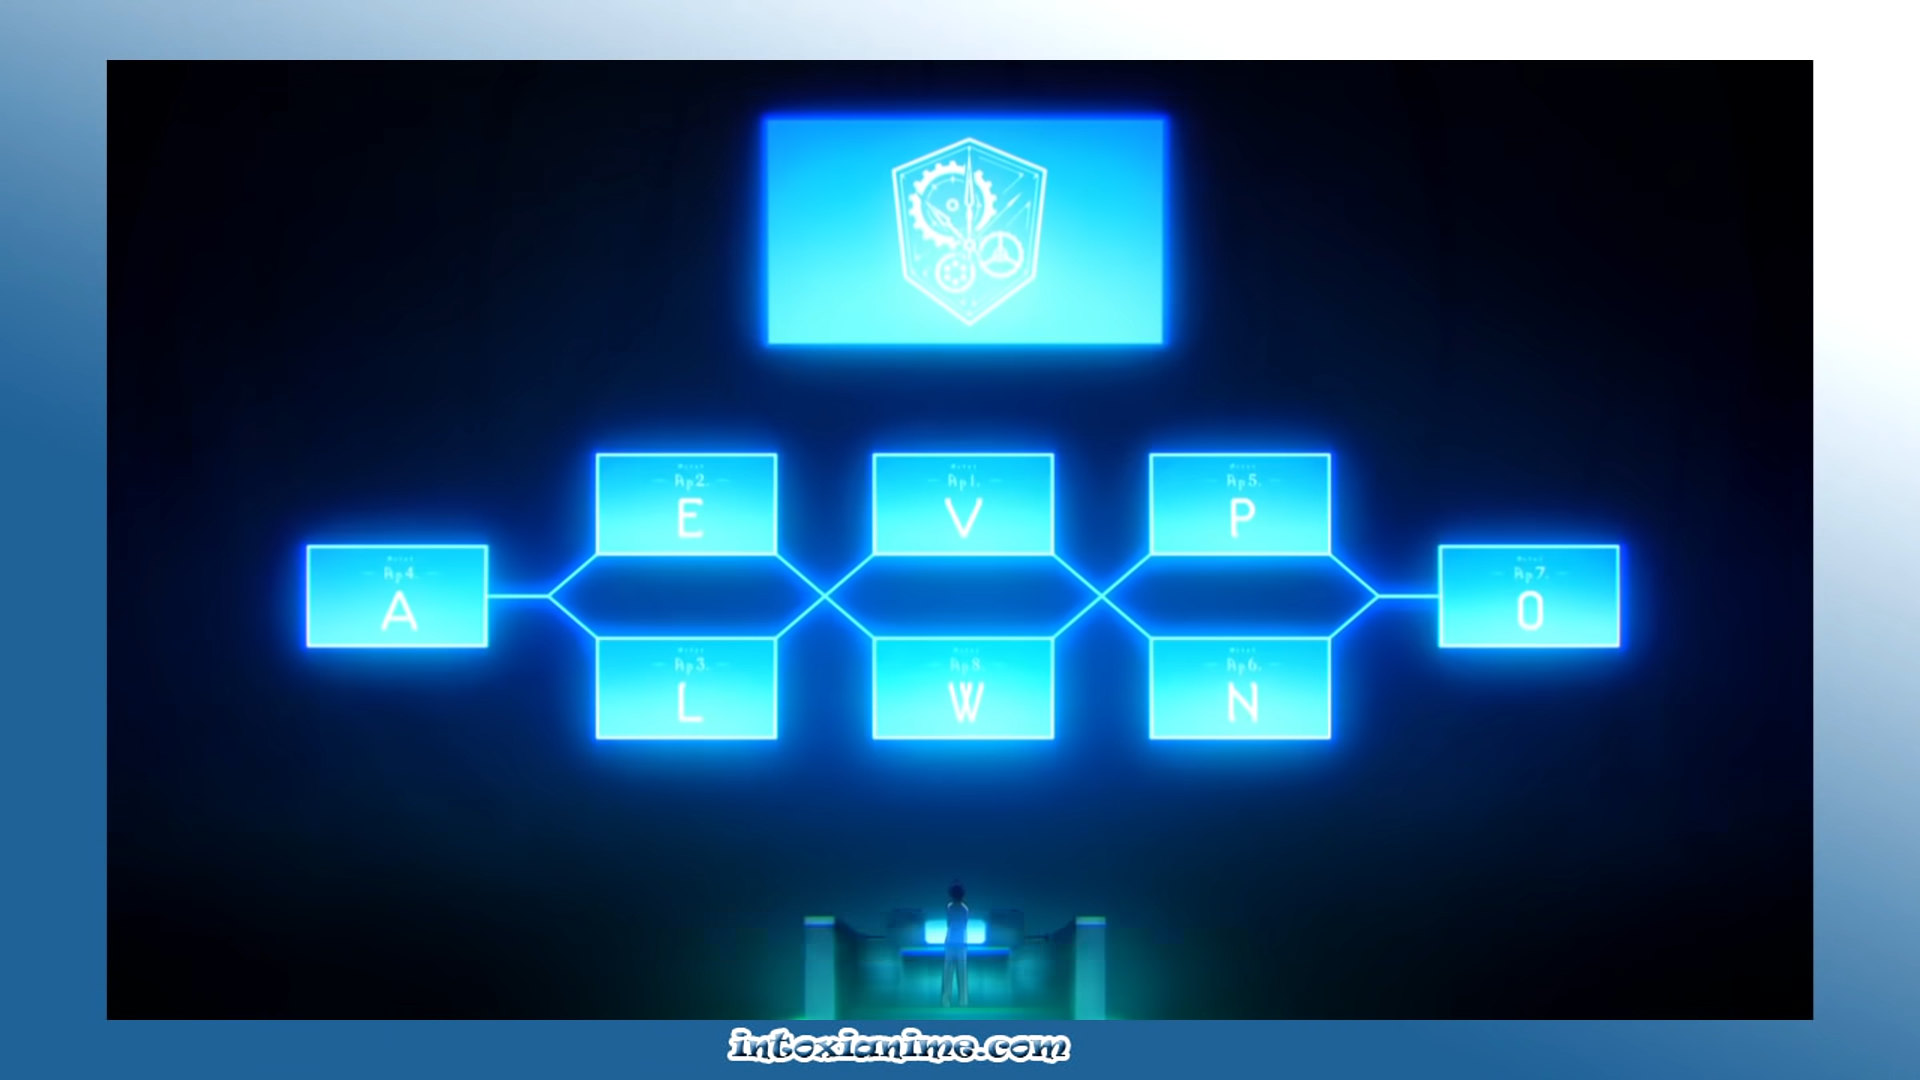 Ap2.
E
Ap1.
V
Ap5.
P
Ap4.
A
Ap7.
O
Ap3.
L
Ap8.
W
Ap6.
N
intoxianime.com